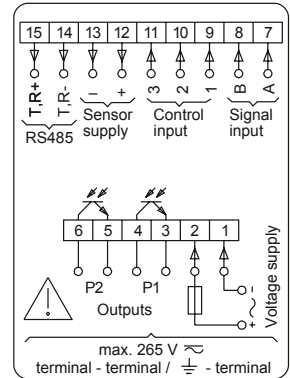 15 14 13 12 11 10 9 8 7
T,R+ T,R- – + 3 2 1 B A
RS485
Sensor supply
Control input
Signal input
6 5 4 3 2 1
P2 P1
Outputs
-
+
Voltage supply
max. 265 V
terminal - terminal / - terminal